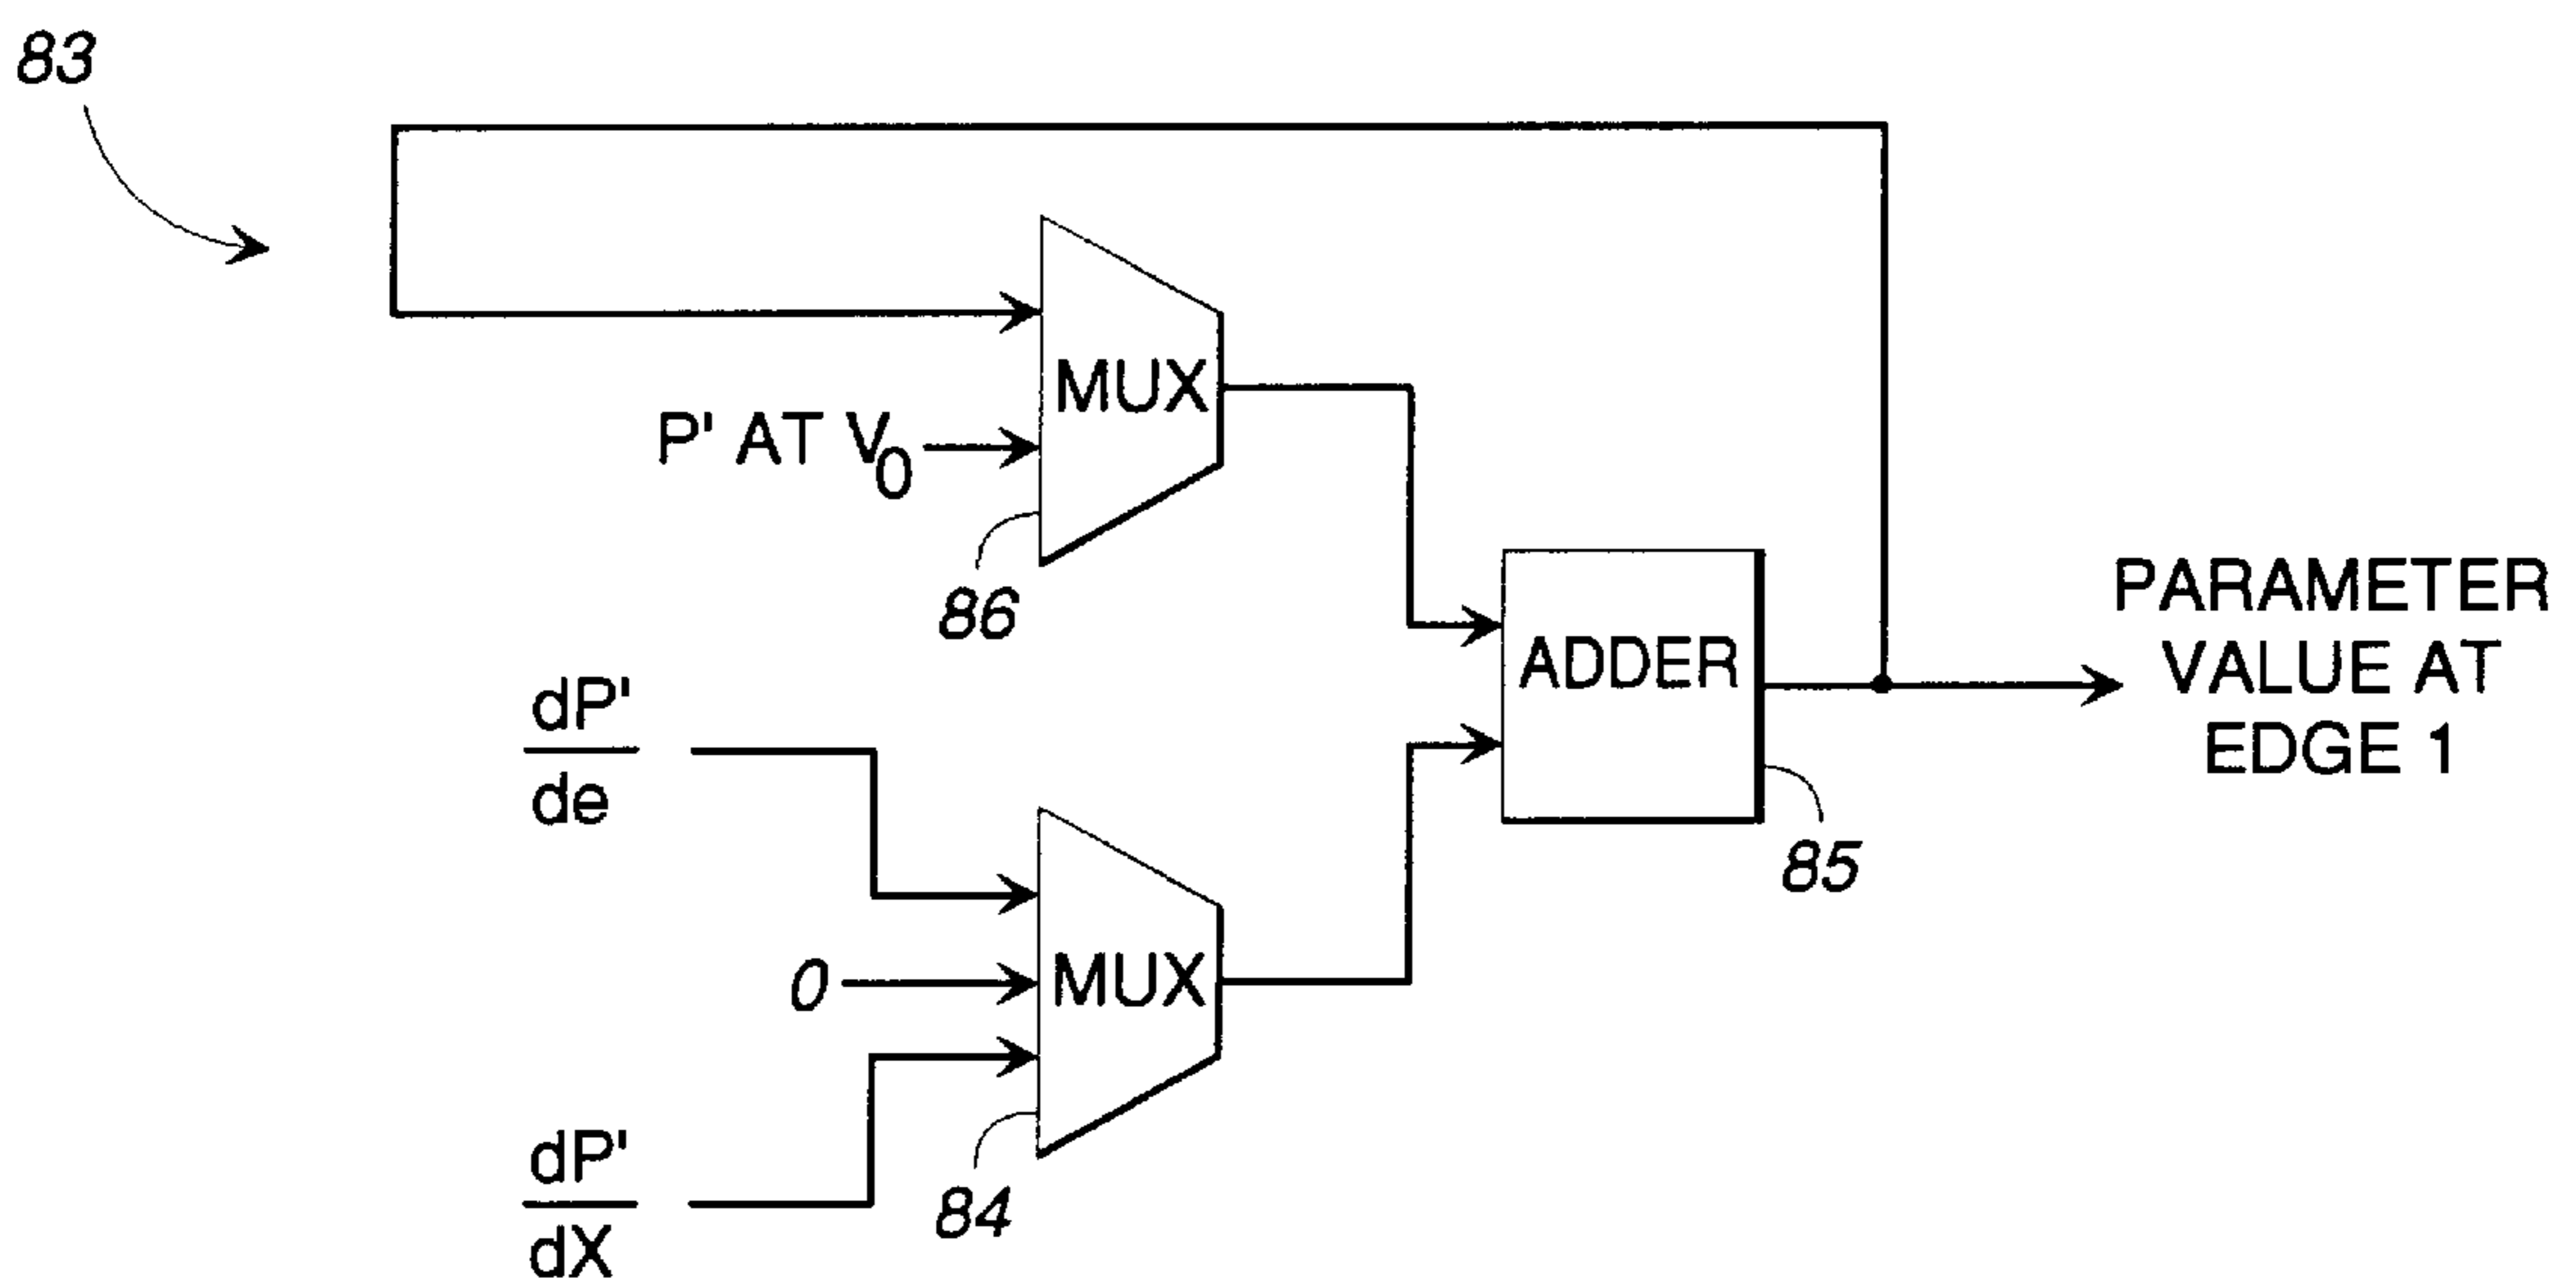 83
MUX
P' AT V0
86
PARAMETER
VALUE AT
EDGE 1
ADDER
85
dP'
de
0
MUX
84
dP'
dX